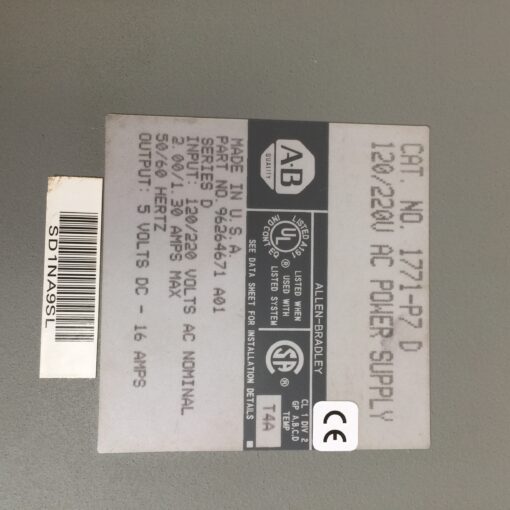 CAT. NO. 1771-P7 D
120/220V AC POWER SUPPLY
ALLEN-BRADLEY
A-B
QUALITY
LISTED
UL
IND CONT EQ
®
LISTED WHEN
USED WITH
LISTED SYSTEM
SA
CL 1 DIV 2
GP A,B,C,D
TEMP
T4A
SEE DATA SHEET FOR INSTALLATION DETAILS
CE
MADE IN U.S.A.
PART NO. 96264671 A01
SERIES D
INPUT: 120/220 VOLTS AC NOMINAL
2.00/1.30 AMPS MAX
50/60 HERTZ
OUTPUT: 5 VOLTS DC - 16 AMPS
SD1NA9SL